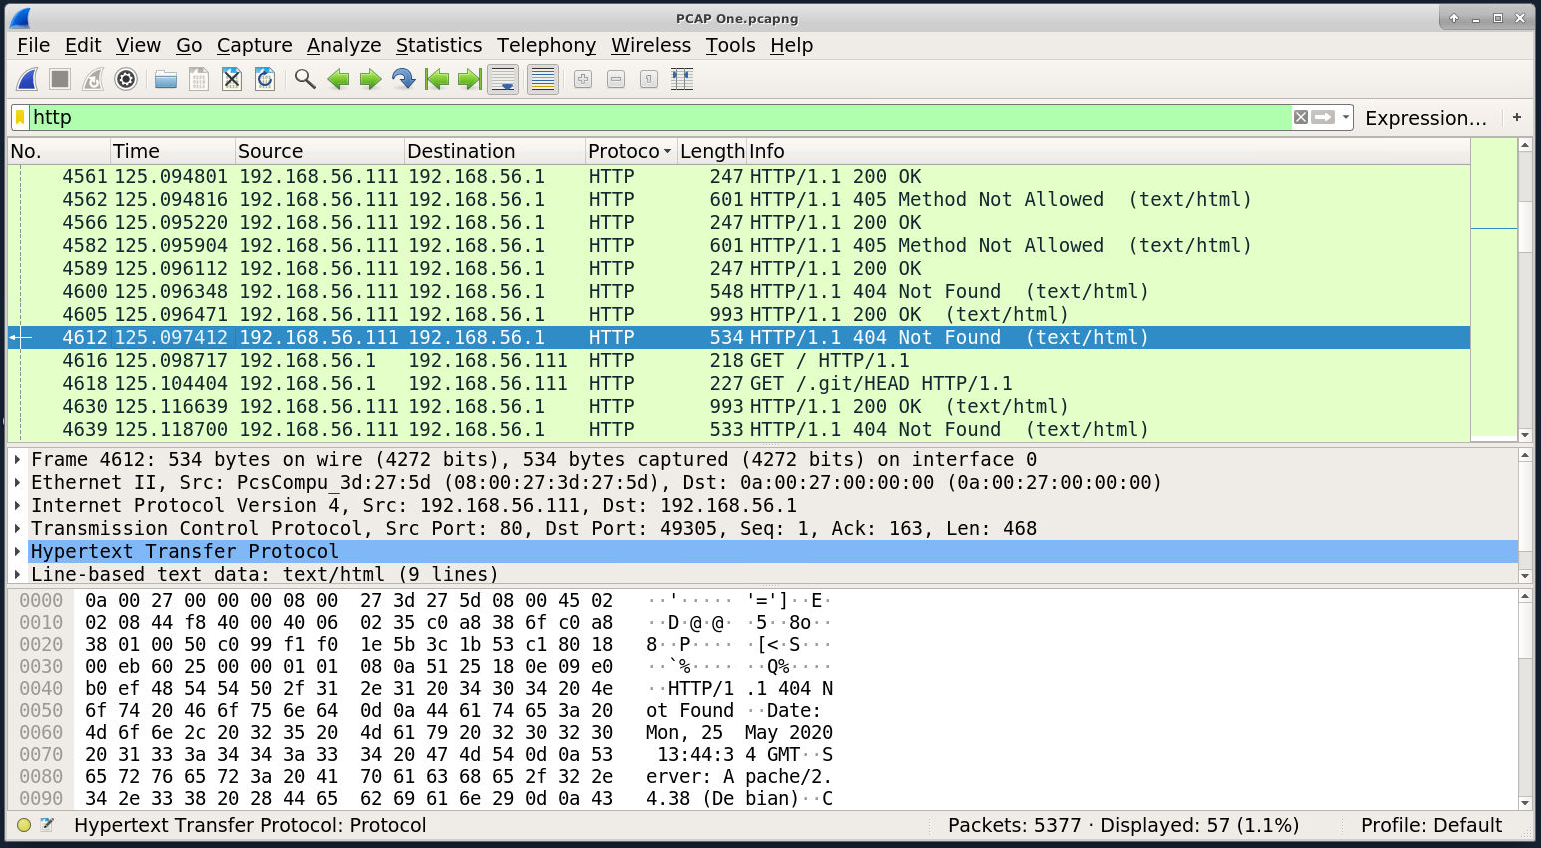 PCAP One.pcapng
File Edit View Go Capture Analyze Statistics Telephony Wireless Tools Help
http Expression… +
No. Time Source Destination Protoco Length Info
4561 125.094801 192.168.56.111 192.168.56.1 HTTP 247 HTTP/1.1 200 OK
4562 125.094816 192.168.56.111 192.168.56.1 HTTP 601 HTTP/1.1 405 Method Not Allowed (text/html)
4566 125.095220 192.168.56.111 192.168.56.1 HTTP 247 HTTP/1.1 200 OK
4582 125.095904 192.168.56.111 192.168.56.1 HTTP 601 HTTP/1.1 405 Method Not Allowed (text/html)
4589 125.096112 192.168.56.111 192.168.56.1 HTTP 247 HTTP/1.1 200 OK
4600 125.096348 192.168.56.111 192.168.56.1 HTTP 548 HTTP/1.1 404 Not Found (text/html)
4605 125.096471 192.168.56.111 192.168.56.1 HTTP 993 HTTP/1.1 200 OK (text/html)
4612 125.097412 192.168.56.111 192.168.56.1 HTTP 534 HTTP/1.1 404 Not Found (text/html)
4616 125.098717 192.168.56.1 192.168.56.111 HTTP 218 GET / HTTP/1.1
4618 125.104404 192.168.56.1 192.168.56.111 HTTP 227 GET /.git/HEAD HTTP/1.1
4630 125.116639 192.168.56.111 192.168.56.1 HTTP 993 HTTP/1.1 200 OK (text/html)
4639 125.118700 192.168.56.111 192.168.56.1 HTTP 533 HTTP/1.1 404 Not Found (text/html)
Frame 4612: 534 bytes on wire (4272 bits), 534 bytes captured (4272 bits) on interface 0
Ethernet II, Src: PcsCompu_3d:27:5d (08:00:27:3d:27:5d), Dst: 0a:00:27:00:00:00 (0a:00:27:00:00:00)
Internet Protocol Version 4, Src: 192.168.56.111, Dst: 192.168.56.1
Transmission Control Protocol, Src Port: 80, Dst Port: 49305, Seq: 1, Ack: 163, Len: 468
Hypertext Transfer Protocol
Line-based text data: text/html (9 lines)
0000 0a 00 27 00 00 00 08 00 27 3d 27 5d 08 00 45 02 ··'····· '=']··E·
0010 02 08 44 f8 40 00 40 06 02 35 c0 a8 38 6f c0 a8 ··D·@·@· ·5··8o··
0020 38 01 00 50 c0 99 f1 f0 1e 5b 3c 1b 53 c1 80 18 8··P···· ·[<·S···
0030 00 eb 60 25 00 00 01 01 08 0a 51 25 18 0e 09 e0 ··`%···· ··Q%····
0040 b0 ef 48 54 54 50 2f 31 2e 31 20 34 30 34 20 4e ··HTTP/1 .1 404 N
0050 6f 74 20 46 6f 75 6e 64 0d 0a 44 61 74 65 3a 20 ot Found ··Date:
0060 4d 6f 6e 2c 20 32 35 20 4d 61 79 20 32 30 32 30 Mon, 25 May 2020
0070 20 31 33 3a 34 34 3a 33 34 20 47 4d 54 0d 0a 53 13:44:3 4 GMT··S
0080 65 72 76 65 72 3a 20 41 70 61 63 68 65 2f 32 2e erver: A pache/2.
0090 34 2e 33 38 20 28 44 65 62 69 61 6e 29 0d 0a 43 4.38 (De bian)··C
Hypertext Transfer Protocol: Protocol Packets: 5377 · Displayed: 57 (1.1%) Profile: Default